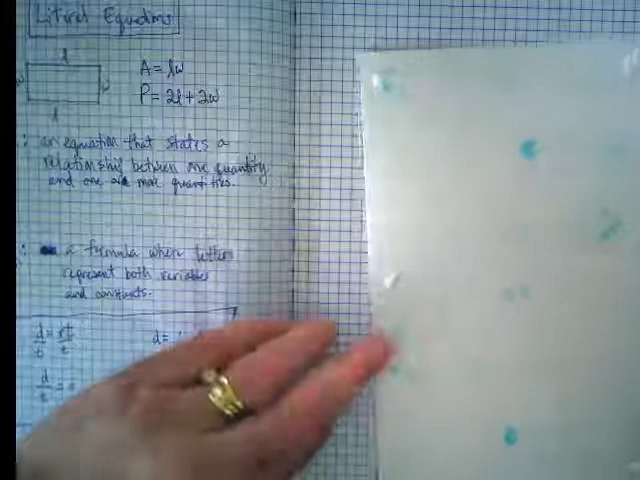 Literal Equations
l
w w
l
A = lw
P = 2l + 2w
: an equation that states a
relationship between one quantity
and one or more quantities.
: a formula where letters
represent both variables
and constants.
d = rt
t t
d =
d
t =